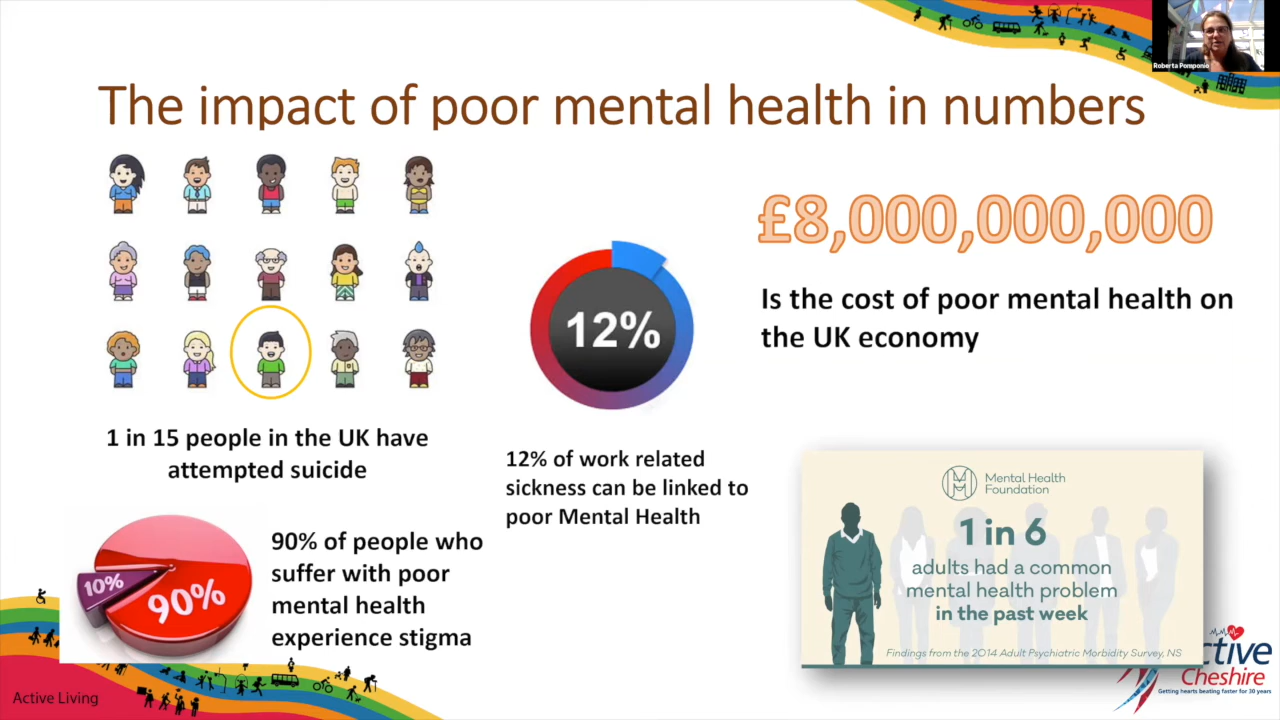 Roberta Pomponio
The impact of poor mental health in numbers
£8,000,000,000
Is the cost of poor mental health on
the UK economy
12%
1 in 15 people in the UK have
attempted suicide
12% of work related
sickness can be linked to
poor Mental Health
10%
90%
90% of people who
suffer with poor
mental health
experience stigma
Mental Health
Foundation
1 in 6
adults had a common
mental health problem
in the past week
Findings from the 2014 Adult Psychiatric Morbidity Survey, NS
ctive
Cheshire
Getting hearts beating faster for 20 years
Active Living